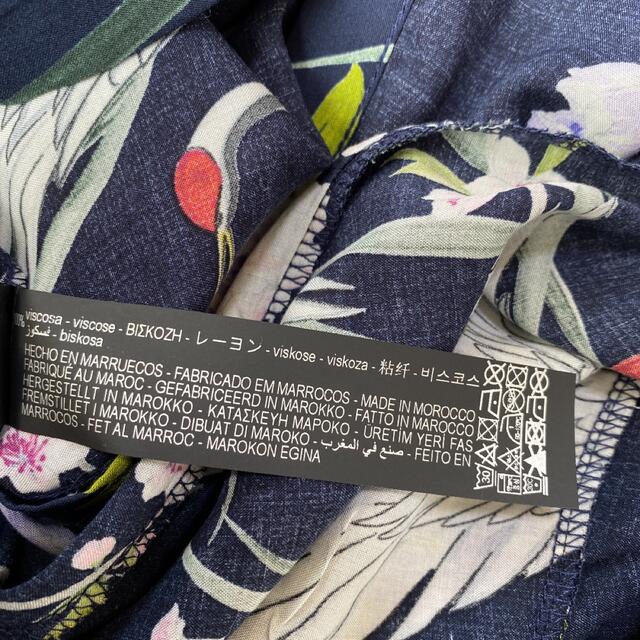 100% viscosa - viscose - ΒΙΣΚΟΖΗ - レーヨン - viskose - viskoza - 粘纤 - 비스코스
فسكوز - biskosa
HECHO EN MARRUECOS - FABRICADO EM MARROCOS - MADE IN MOROCCO
FABRIQUÉ AU MAROC - GEFABRICEERD IN MAROKKO - FATTO IN MAROCCO
HERGESTELLT IN MAROKKO - ΚΑΤΑΣΚΕΥΗ ΜΑΡΟΚΟ - ÜRETİM YERİ FAS
FREMSTILLET I MAROKKO - DIBUAT DI MAROKO - صنع في المغرب - FEITO EN
MARROCOS - FET AL MARROC - MAROKON EGINA
30